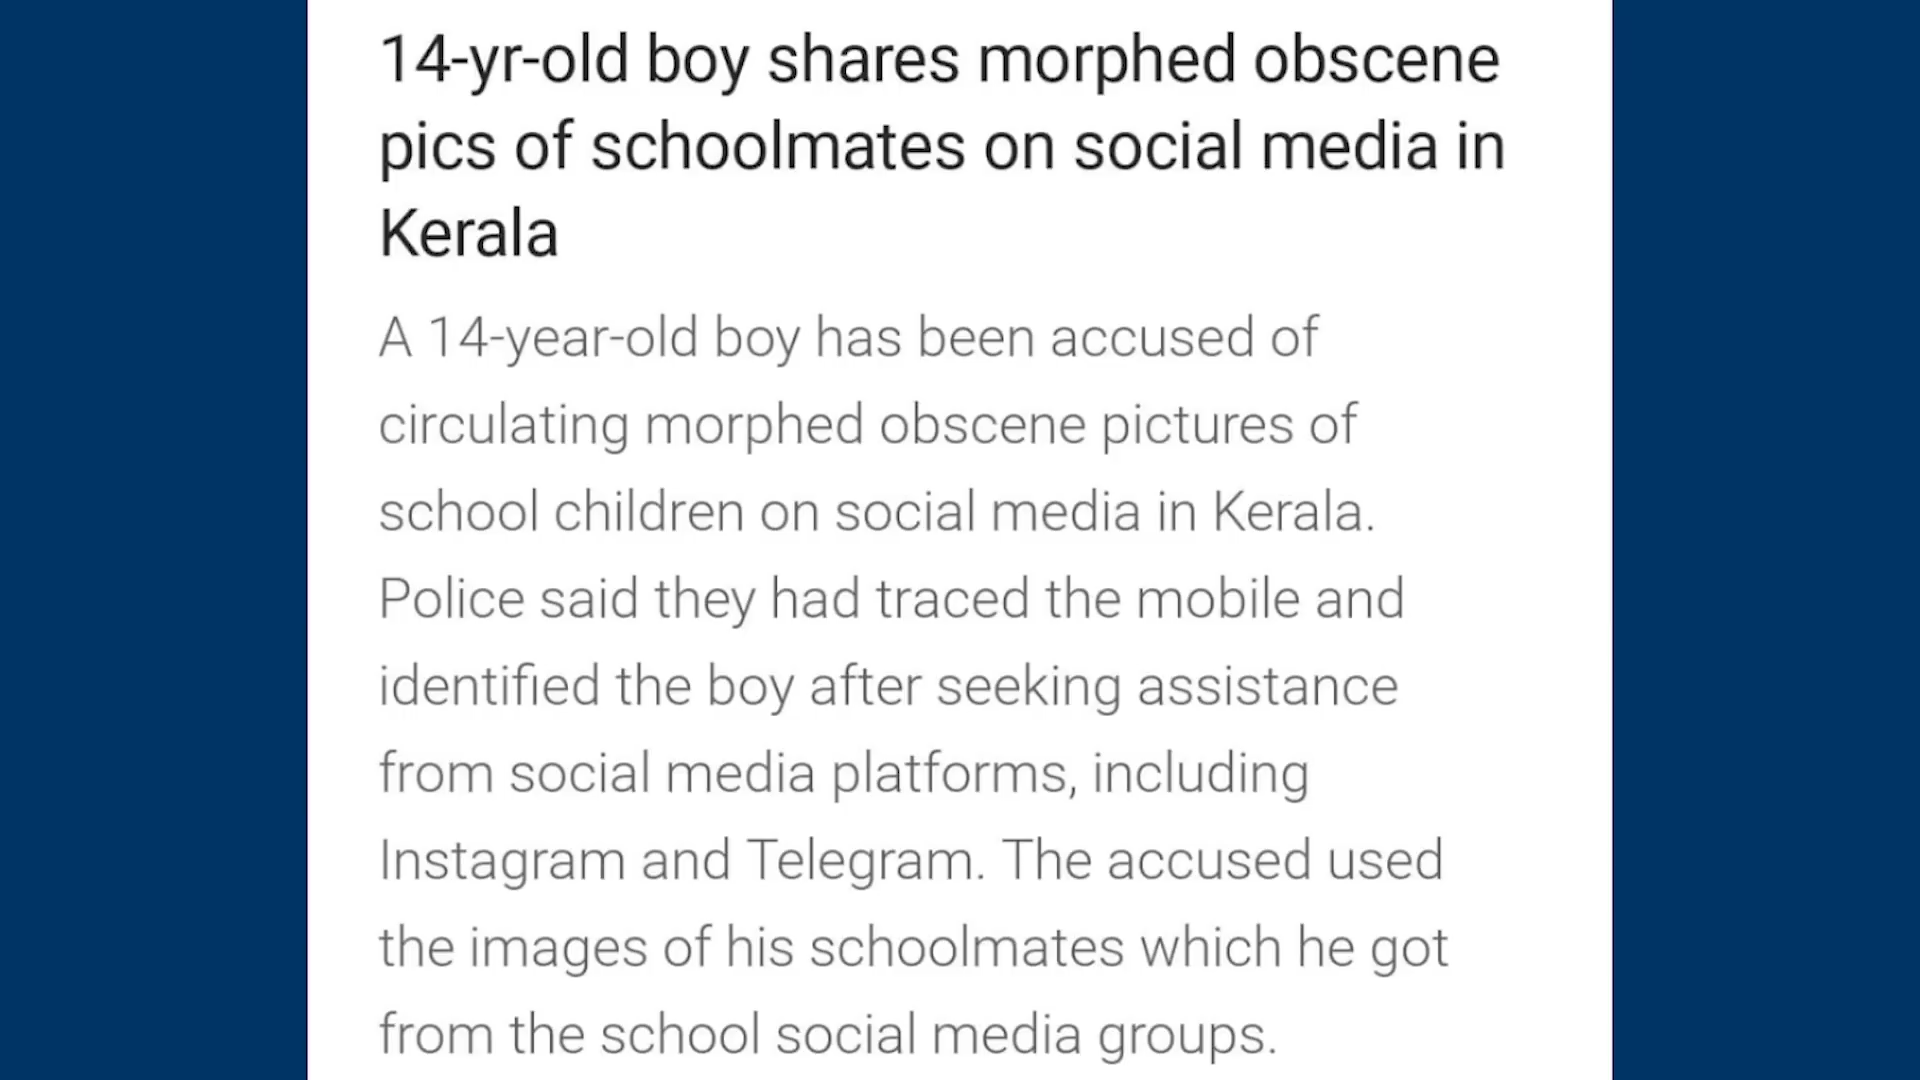 14-yr-old boy shares morphed obscene
pics of schoolmates on social media in
Kerala
A 14-year-old boy has been accused of
circulating morphed obscene pictures of
school children on social media in Kerala.
Police said they had traced the mobile and
identified the boy after seeking assistance
from social media platforms, including
Instagram and Telegram. The accused used
the images of his schoolmates which he got
from the school social media groups.